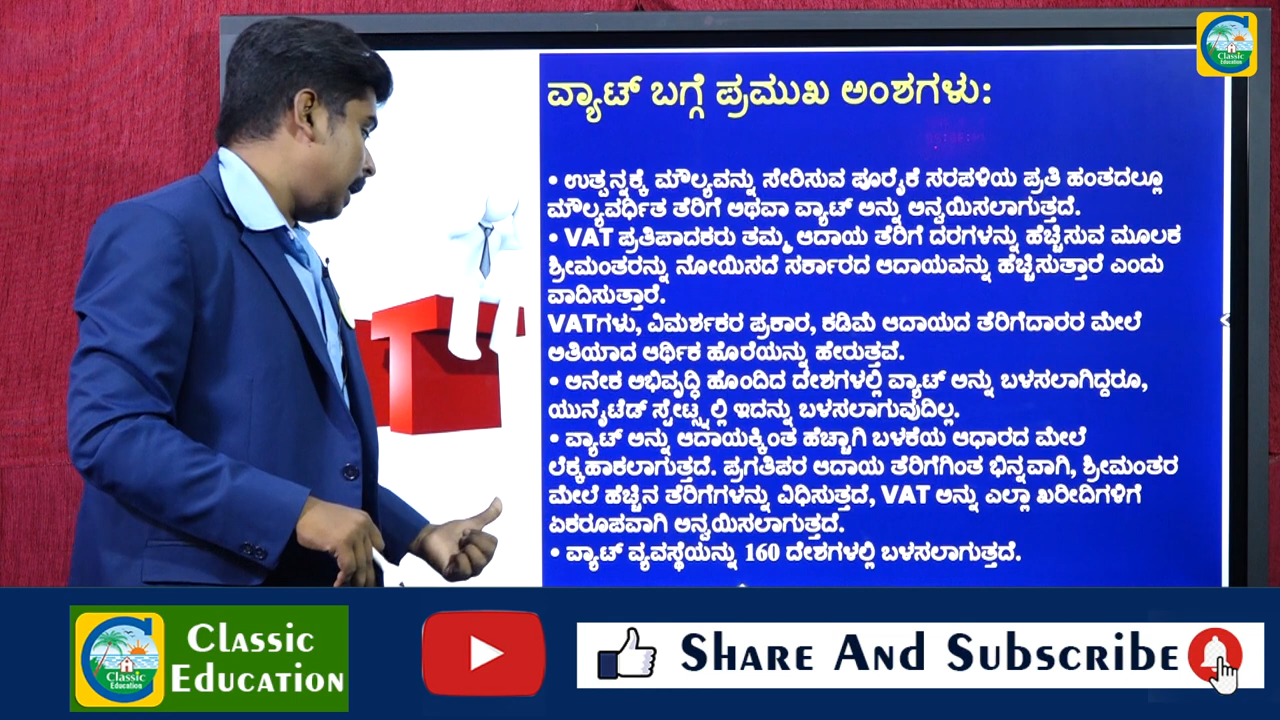 Classic
Education
ವ್ಯಾಟ್ ಬಗ್ಗೆ ಪ್ರಮುಖ ಅಂಶಗಳು:
• ಉತ್ಪನ್ನಕ್ಕೆ ಮೌಲ್ಯವನ್ನು ಸೇರಿಸುವ ಪೂರೈಕೆ ಸರಪಳಿಯ ಪ್ರತಿ ಹಂತದಲ್ಲೂ
ಮೌಲ್ಯವರ್ಧಿತ ತೆರಿಗೆ ಅಥವಾ ವ್ಯಾಟ್ ಅನ್ನು ಅನ್ವಯಿಸಲಾಗುತ್ತದೆ.
• VAT ಪ್ರತಿಪಾದಕರು ತಮ್ಮ ಆದಾಯ ತೆರಿಗೆ ದರಗಳನ್ನು ಹೆಚ್ಚಿಸುವ ಮೂಲಕ
ಶ್ರೀಮಂತರನ್ನು ನೋಯಿಸದೆ ಸರ್ಕಾರದ ಆದಾಯವನ್ನು ಹೆಚ್ಚಿಸುತ್ತಾರೆ ಎಂದು
ವಾದಿಸುತ್ತಾರೆ.
VATಗಳು, ವಿಮರ್ಶಕರ ಪ್ರಕಾರ, ಕಡಿಮೆ ಆದಾಯದ ತೆರಿಗೆದಾರರ ಮೇಲೆ
ಅತಿಯಾದ ಆರ್ಥಿಕ ಹೊರೆಯನ್ನು ಹೇರುತ್ತವೆ.
• ಅನೇಕ ಅಭಿವೃದ್ಧಿ ಹೊಂದಿದ ದೇಶಗಳಲ್ಲಿ ವ್ಯಾಟ್ ಅನ್ನು ಬಳಸಲಾಗಿದ್ದರೂ,
ಯುನೈಟೆಡ್ ಸ್ಟೇಟ್ಸ್ನಲ್ಲಿ ಇದನ್ನು ಬಳಸಲಾಗುವುದಿಲ್ಲ.
• ವ್ಯಾಟ್ ಅನ್ನು ಆದಾಯಕ್ಕಿಂತ ಹೆಚ್ಚಾಗಿ ಬಳಕೆಯ ಆಧಾರದ ಮೇಲೆ
ಲೆಕ್ಕಹಾಕಲಾಗುತ್ತದೆ. ಪ್ರಗತಿಪರ ಆದಾಯ ತೆರಿಗೆಗಿಂತ ಭಿನ್ನವಾಗಿ, ಶ್ರೀಮಂತರ
ಮೇಲೆ ಹೆಚ್ಚಿನ ತೆರಿಗೆಗಳನ್ನು ವಿಧಿಸುತ್ತದೆ, VAT ಅನ್ನು ಎಲ್ಲಾ ಖರೀದಿಗಳಿಗೆ
ಏಕರೂಪವಾಗಿ ಅನ್ವಯಿಸಲಾಗುತ್ತದೆ.
• ವ್ಯಾಟ್ ವ್ಯವಸ್ಥೆಯನ್ನು 160 ದೇಶಗಳಲ್ಲಿ ಬಳಸಲಾಗುತ್ತದೆ.
T
Classic
Education
Classic
Education
Share And Subscribe